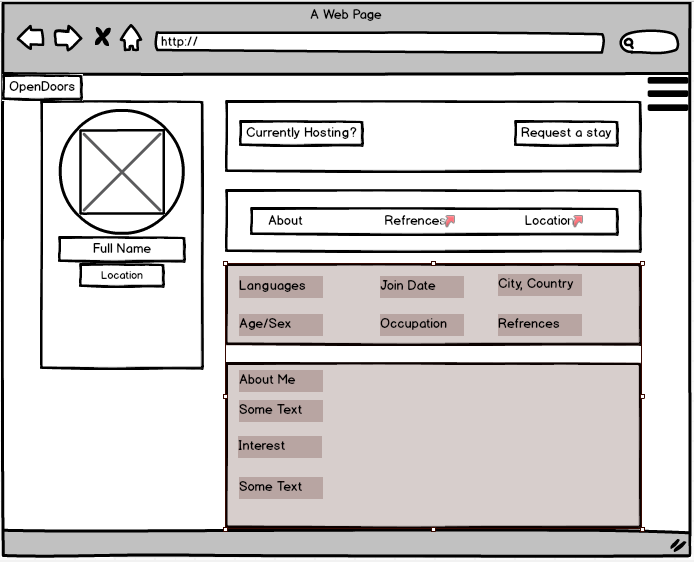 A Web Page
http://
OpenDoors
Currently Hosting?
Request a stay
Full Name
Location
About
Refrences
Location
Languages
Join Date
City, Country
Age/Sex
Occupation
Refrences
About Me
Some Text
Interest
Some Text